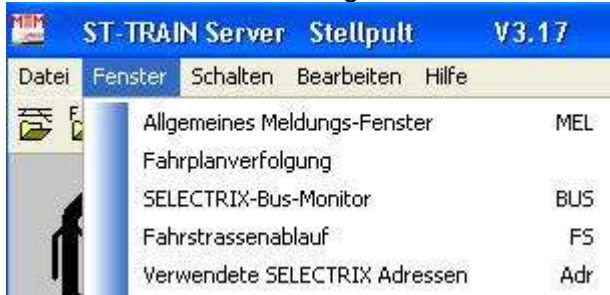 MEM ST-TRAIN Server Stellpult V3.17
Datei Fenster Schalten Bearbeiten Hilfe
F
Allgemeines Meldungs-Fenster MEL
Fahrplanverfolgung
SELECTRIX-Bus-Monitor BUS
Fahrstrassenablauf FS
Verwendete SELECTRIX Adressen Adr